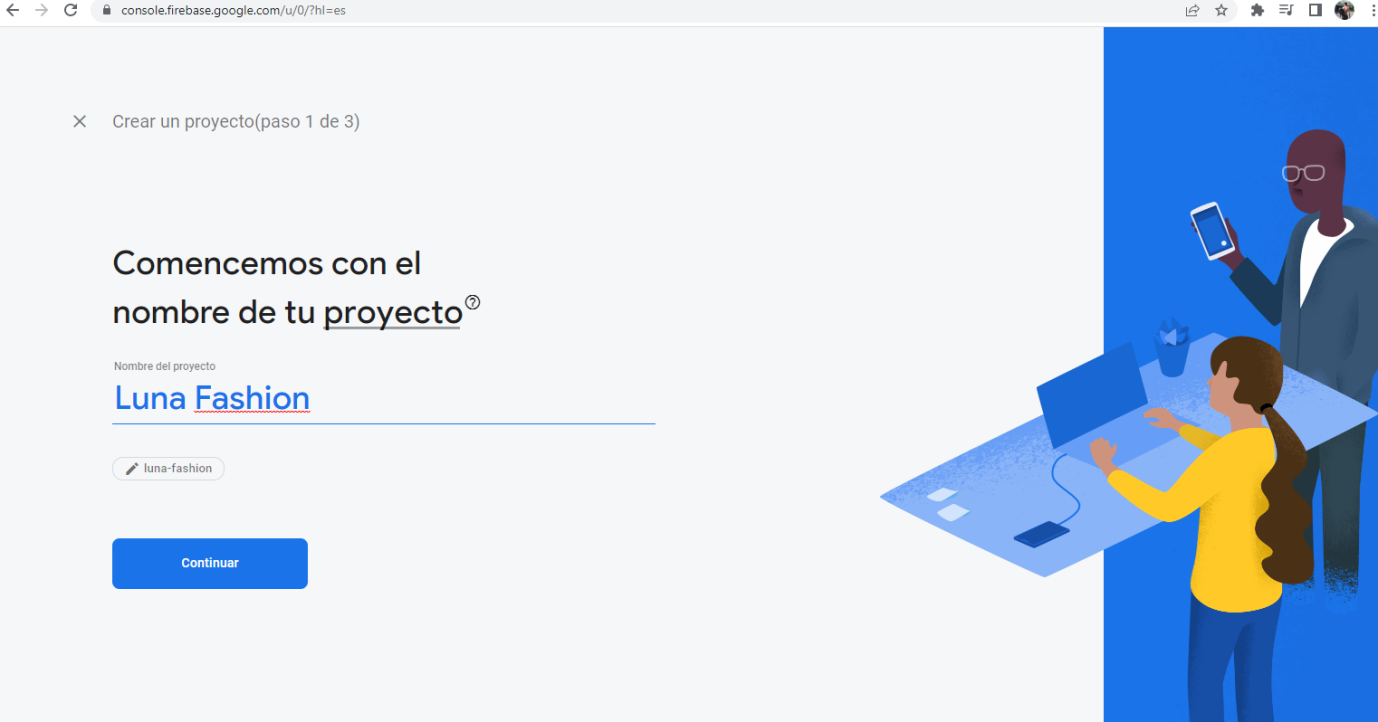 console.firebase.google.com/u/0/?hl=es
Crear un proyecto(paso 1 de 3)
Comencemos con el
nombre de tu proyecto
Nombre del proyecto
Luna Fashion
luna-fashion
Continuar